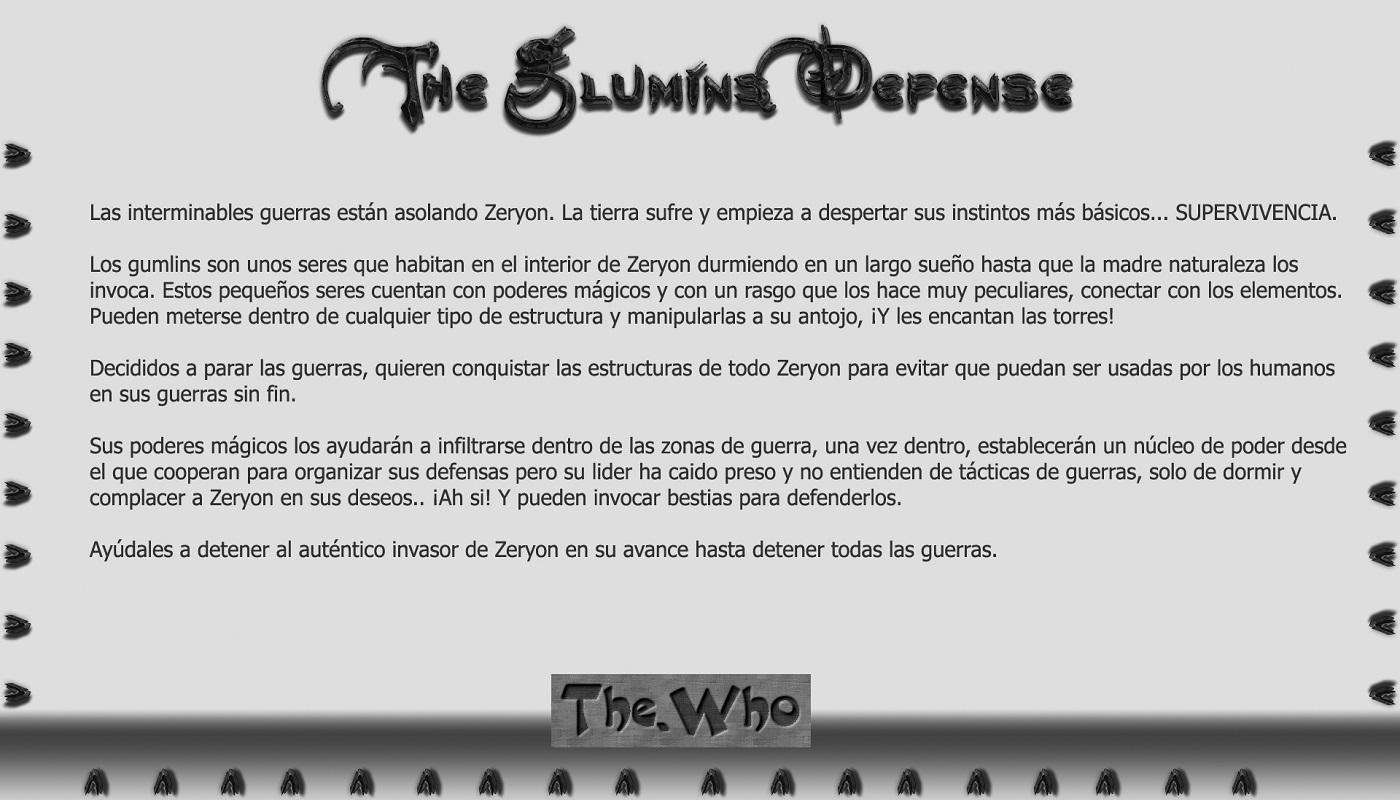 The Glumins Defense
Las interminables guerras están asolando Zeryon. La tierra sufre y empieza a despertar sus instintos más básicos... SUPERVIVENCIA.
Los gumlins son unos seres que habitan en el interior de Zeryon durmiendo en un largo sueño hasta que la madre naturaleza los
invoca. Estos pequeños seres cuentan con poderes mágicos y con un rasgo que los hace muy peculiares, conectar con los elementos.
Pueden meterse dentro de cualquier tipo de estructura y manipularlas a su antojo, ¡Y les encantan las torres!
Decididos a parar las guerras, quieren conquistar las estructuras de todo Zeryon para evitar que puedan ser usadas por los humanos
en sus guerras sin fin.
Sus poderes mágicos los ayudarán a infiltrarse dentro de las zonas de guerra, una vez dentro, establecerán un núcleo de poder desde
el que cooperan para organizar sus defensas pero su lider ha caido preso y no entienden de tácticas de guerras, solo de dormir y
complacer a Zeryon en sus deseos.. ¡Ah si! Y pueden invocar bestias para defenderlos.
Ayúdales a detener al auténtico invasor de Zeryon en su avance hasta detener todas las guerras.
The.Who